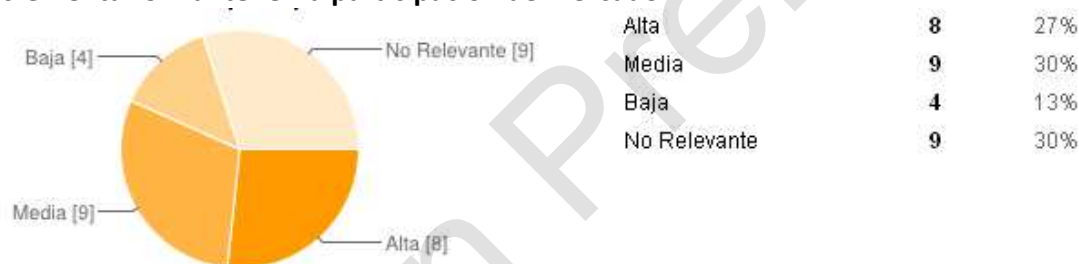 Baja [4]
No Relevante [9]
Media [9]
Alta [8]
Alta 8 27%
Media 9 30%
Baja 4 13%
No Relevante 9 30%